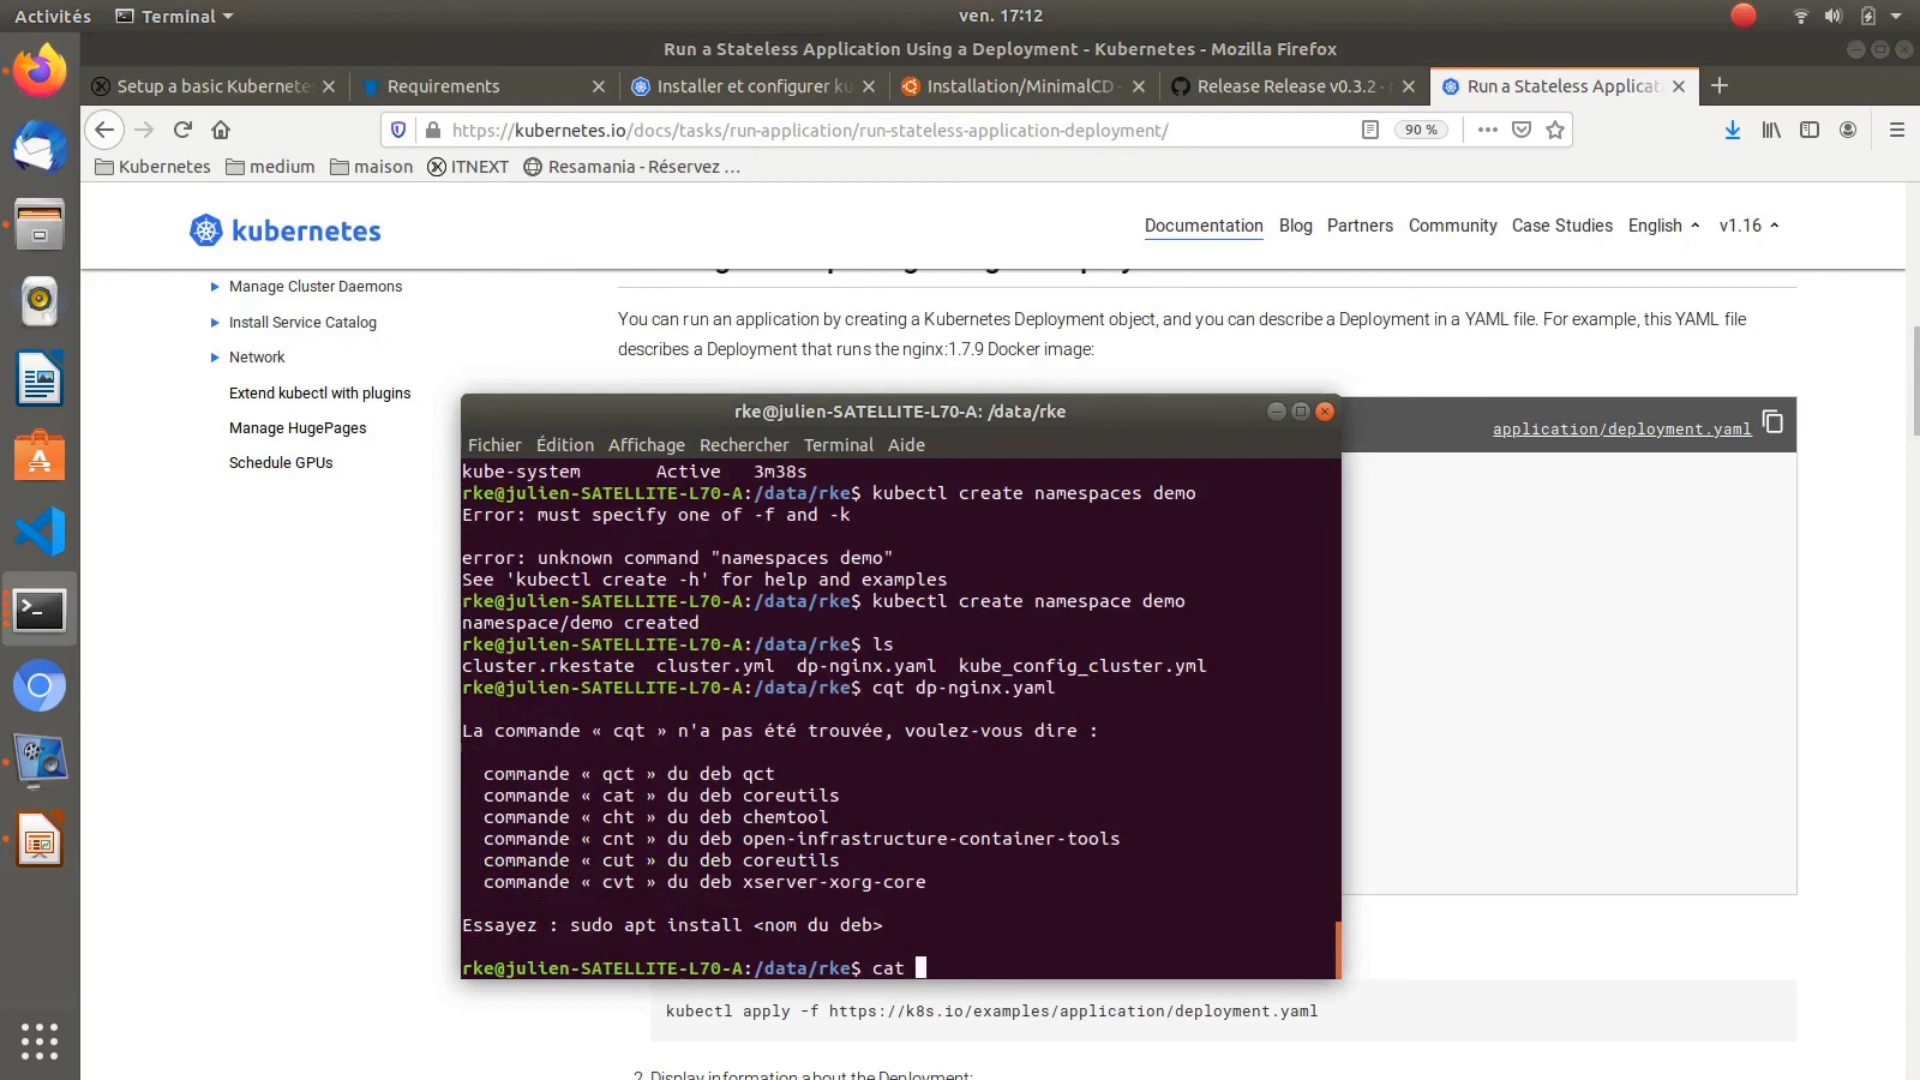 Activités
Terminal
ven. 17:12
Run a Stateless Application Using a Deployment - Kubernetes - Mozilla Firefox
Setup a basic Kubernete
Requirements
Installer et configurer ku
Installation/MinimalCD -
Release Release v0.3.2 ·
Run a Stateless Applicat
https://kubernetes.io/docs/tasks/run-application/run-stateless-application-deployment/
90 %
Kubernetes
medium
maison
ITNEXT
Resamania - Réservez ...
kubernetes
Documentation
Blog
Partners
Community
Case Studies
English
v1.16
Manage Cluster Daemons
Install Service Catalog
Network
Extend kubectl with plugins
Manage HugePages
Schedule GPUs
You can run an application by creating a Kubernetes Deployment object, and you can describe a Deployment in a YAML file. For example, this YAML file
describes a Deployment that runs the nginx:1.7.9 Docker image:
application/deployment.yaml
rke@julien-SATELLITE-L70-A: /data/rke
Fichier Édition Affichage Rechercher Terminal Aide
kube-system Active 3m38s
rke@julien-SATELLITE-L70-A:/data/rke$ kubectl create namespaces demo
Error: must specify one of -f and -k
error: unknown command "namespaces demo"
See 'kubectl create -h' for help and examples
rke@julien-SATELLITE-L70-A:/data/rke$ kubectl create namespace demo
namespace/demo created
rke@julien-SATELLITE-L70-A:/data/rke$ ls
cluster.rkestate cluster.yml dp-nginx.yaml kube_config_cluster.yml
rke@julien-SATELLITE-L70-A:/data/rke$ cqt dp-nginx.yaml
La commande « cqt » n'a pas été trouvée, voulez-vous dire :
commande « qct » du deb qct
commande « cat » du deb coreutils
commande « cht » du deb chemtool
commande « cnt » du deb open-infrastructure-container-tools
commande « cut » du deb coreutils
commande « cvt » du deb xserver-xorg-core
Essayez : sudo apt install <nom du deb>
rke@julien-SATELLITE-L70-A:/data/rke$ cat
kubectl apply -f https://k8s.io/examples/application/deployment.yaml
2. Display information about the Deployment: